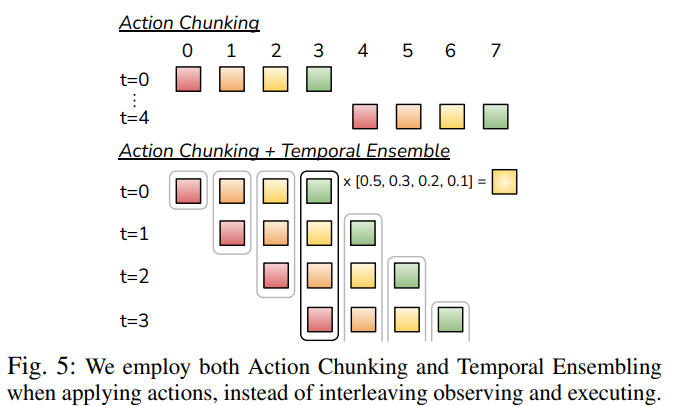 Action Chunking
0 1 2 3 4 5 6 7
t=0
⋮
t=4
Action Chunking + Temporal Ensemble
t=0 x [0.5, 0.3, 0.2, 0.1] =
t=1
t=2
t=3
Fig. 5: We employ both Action Chunking and Temporal Ensembling
when applying actions, instead of interleaving observing and executing.